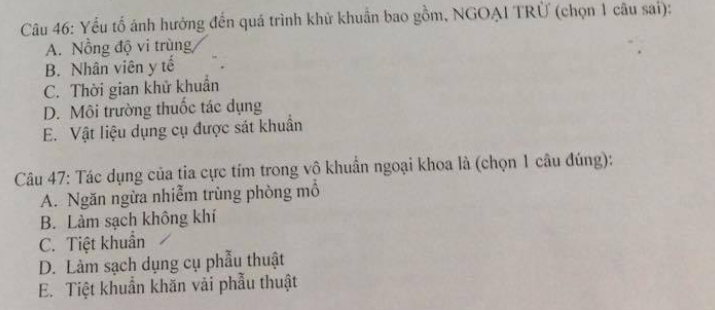 Câu 46: Yếu tố ảnh hưởng đến quá trình khử khuẩn bao gồm, NGOẠI TRỪ (chọn 1 câu sai):
A. Nồng độ vi trùng
B. Nhân viên y tế
C. Thời gian khử khuẩn
D. Môi trường thuốc tác dụng
E. Vật liệu dụng cụ được sát khuẩn
Câu 47: Tác dụng của tia cực tím trong vô khuẩn ngoại khoa là (chọn 1 câu đúng):
A. Ngăn ngừa nhiễm trùng phòng mổ
B. Làm sạch không khí
C. Tiệt khuẩn
D. Làm sạch dụng cụ phẫu thuật
E. Tiệt khuẩn khăn vải phẫu thuật